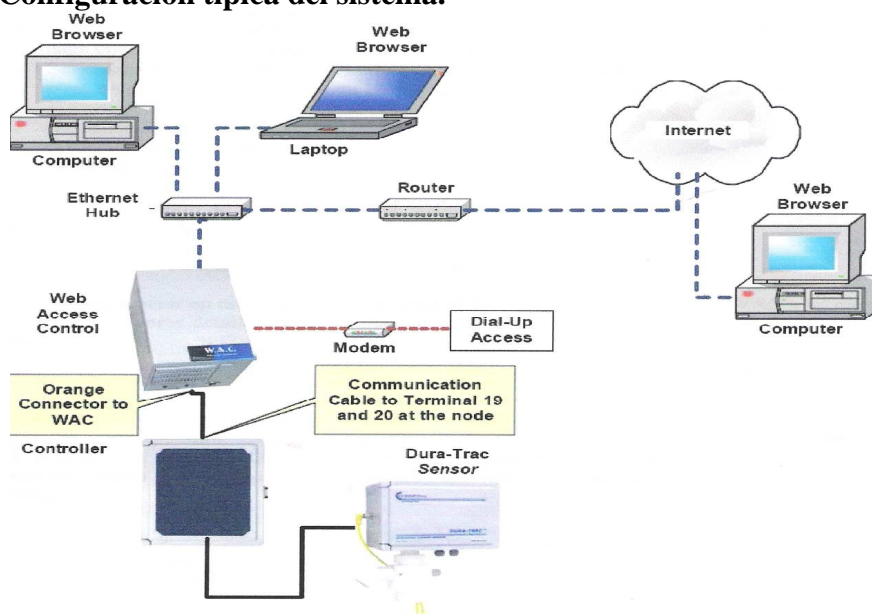 Configuración típica del sistema.
Web
Browser
Web
Browser
Computer
Laptop
Internet
Ethernet
Hub
Router
Web
Browser
Computer
Web
Access
Control
W.A.C.
Modem
Dial-Up
Access
Orange
Connector to
WAC
Communication
Cable to Terminal 19
and 20 at the node
Controller
Dura-Trac
Sensor
DURA-TRAC